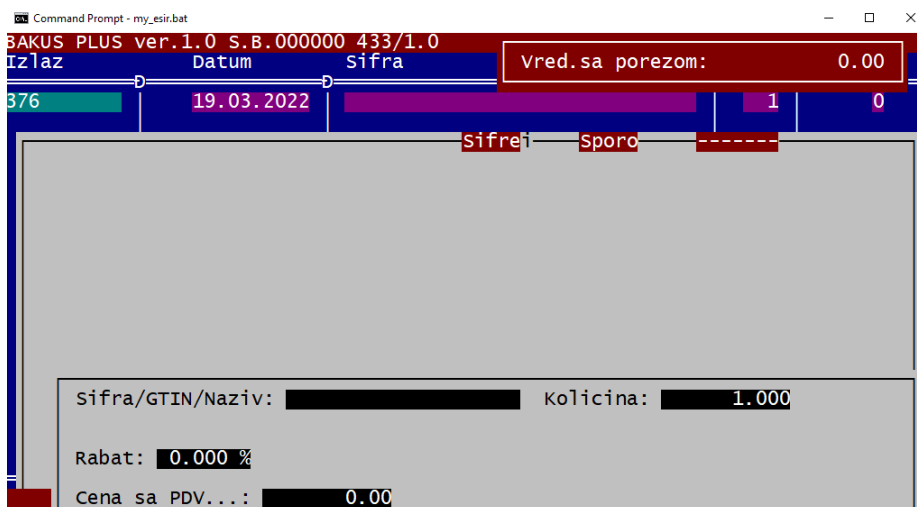 Command Prompt - my_esir.bat
BAKUS PLUS ver.1.0 S.B.000000 433/1.0
Izlaz Datum Sifra Vred.sa porezom: 0.00
376 19.03.2022 1 0
Sifrei Sporo -------
Sifra/GTIN/Naziv: Kolicina: 1.000
Rabat: 0.000 %
Cena sa PDV...: 0.00